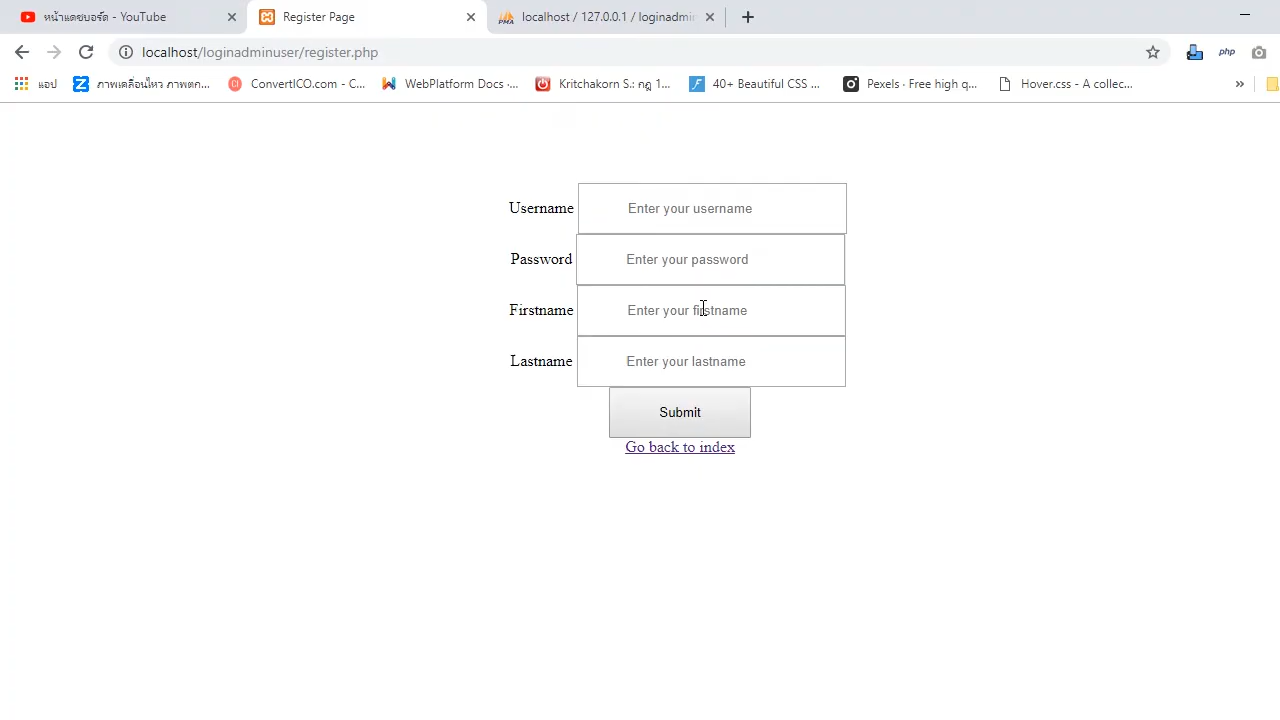 หน้าแดชบอร์ด - YouTube
Register Page
localhost / 127.0.0.1 / loginadmin
localhost/loginadminuser/register.php
php
แอป
ภาพเคลื่อนไหว ภาพตก...
ConvertICO.com - C...
WebPlatform Docs ·...
Kritchakorn S.: กฎ 1...
40+ Beautiful CSS ...
Pexels · Free high q...
Hover.css - A collec...
»
Username Enter your username
Password Enter your password
Firstname Enter your firstname
Lastname Enter your lastname
Submit
Go back to index